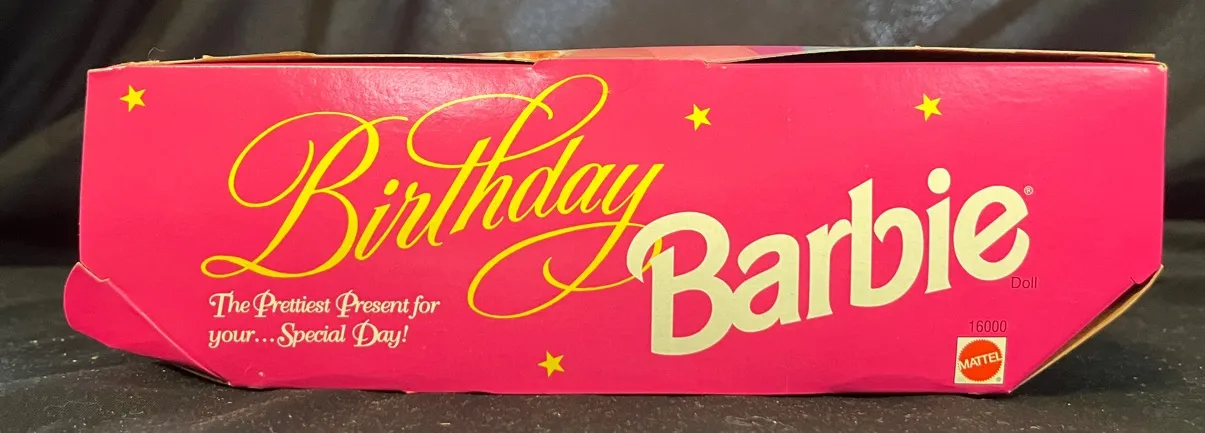 Birthday
Barbie®
Doll
The Prettiest Present for
your...Special Day!
16000
MATTEL
®